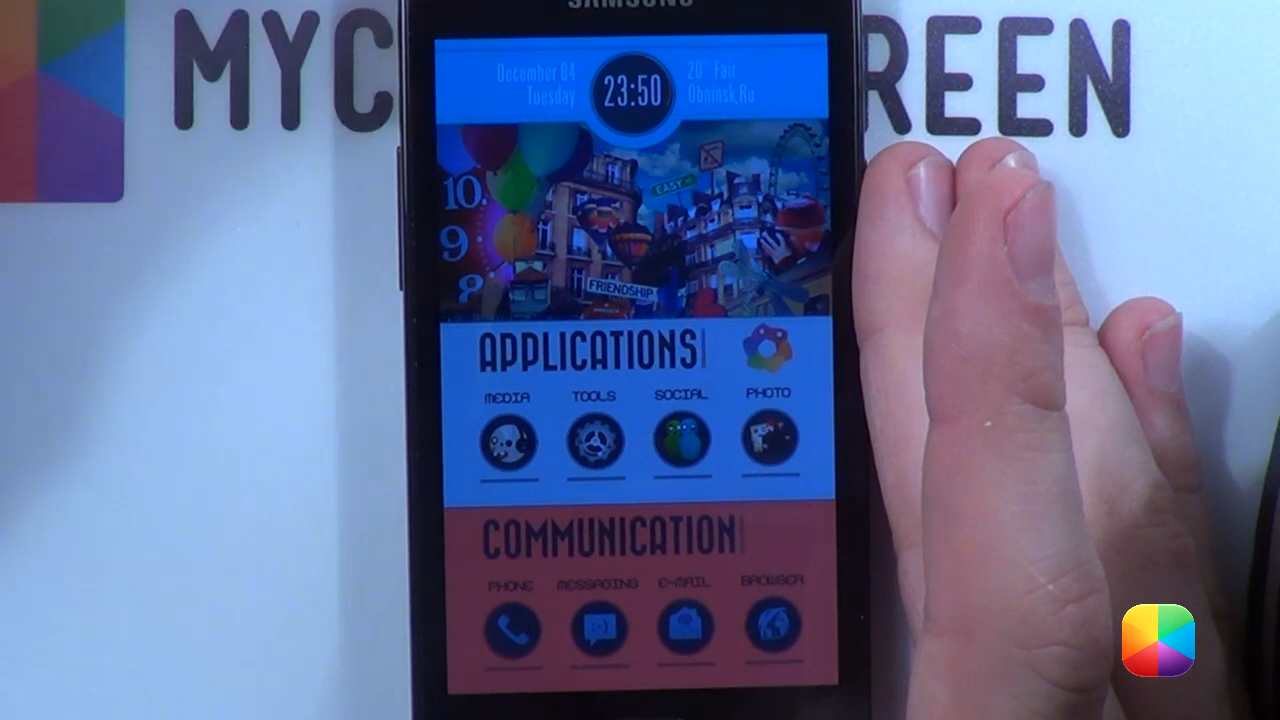 SAMSUNG
MYC REEN
December 04
Tuesday
23:50
20° Fair
Obninsk,Ru
10
9
8
EASY
FRIENDSHIP
APPLICATIONS
MEDIA TOOLS SOCIAL PHOTO
COMMUNICATION
PHONE MESSAGING E-MAIL BROWSER
:-)
@